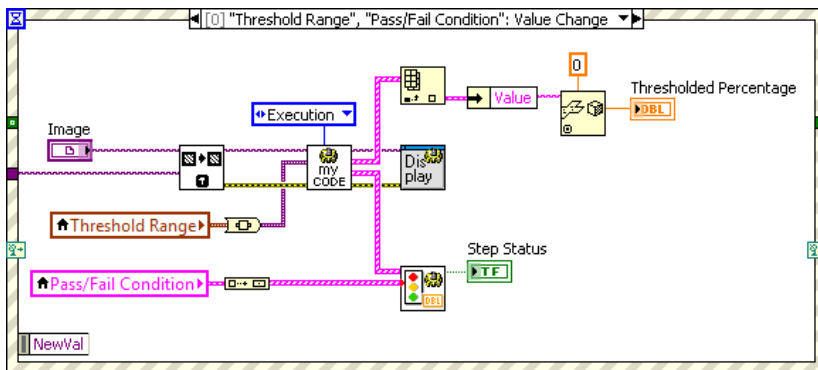 [0] "Threshold Range", "Pass/Fail Condition": Value Change
0
Thresholded Percentage
Value
DBL
Execution
Image
my
CODE
Dis
play
Threshold Range
Step Status
TF
Pass/Fail Condition
DBL
NewVal